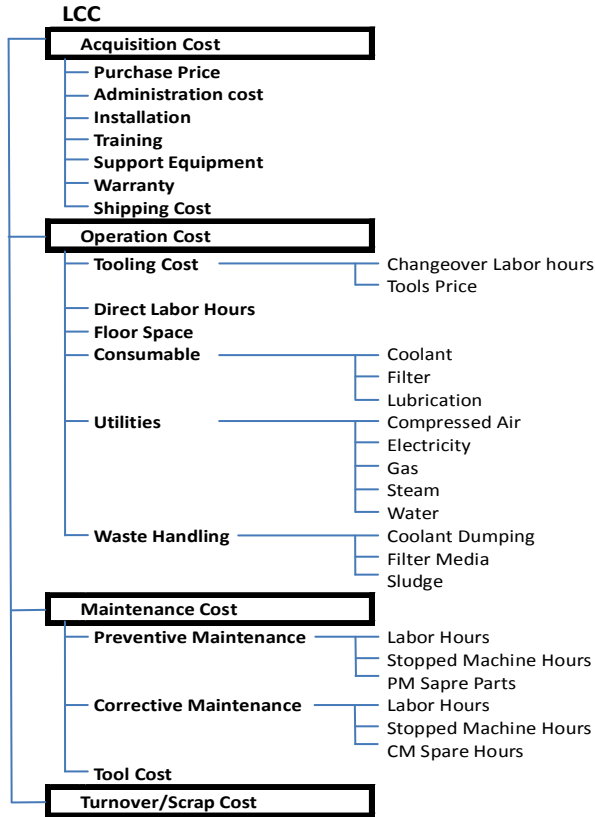 LCC
Acquisition Cost
Purchase Price
Administration cost
Installation
Training
Support Equipment
Warranty
Shipping Cost
Operation Cost
Tooling Cost
Changeover Labor hours
Tools Price
Direct Labor Hours
Floor Space
Consumable
Coolant
Filter
Lubrication
Utilities
Compressed Air
Electricity
Gas
Steam
Water
Waste Handling
Coolant Dumping
Filter Media
Sludge
Maintenance Cost
Preventive Maintenance
Labor Hours
Stopped Machine Hours
PM Sapre Parts
Corrective Maintenance
Labor Hours
Stopped Machine Hours
CM Spare Hours
Tool Cost
Turnover/Scrap Cost